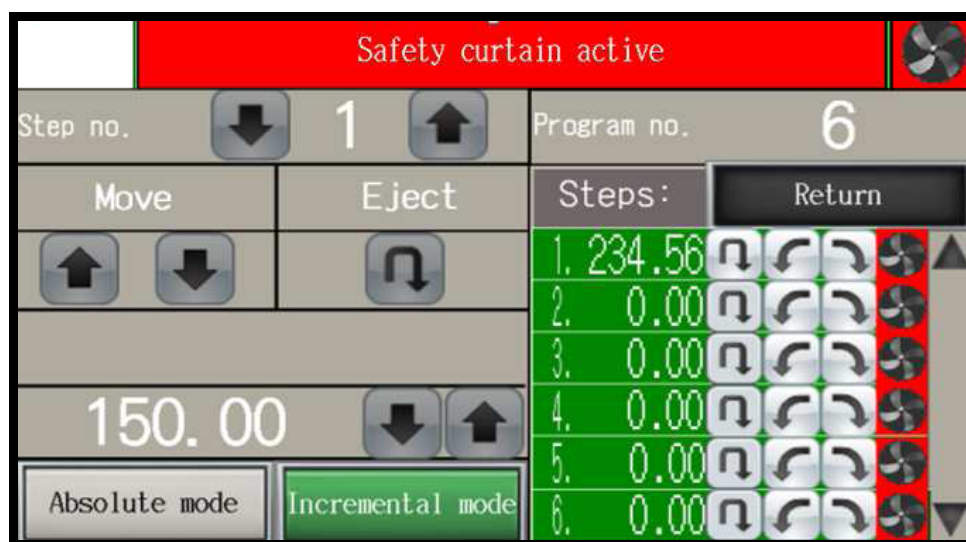 Safety curtain active
Step no. 1
Program no. 6
Move
Eject
Steps:
Return
1. 234.56
2. 0.00
3. 0.00
4. 0.00
5. 0.00
6. 0.00
150.00
Absolute mode
Incremental mode